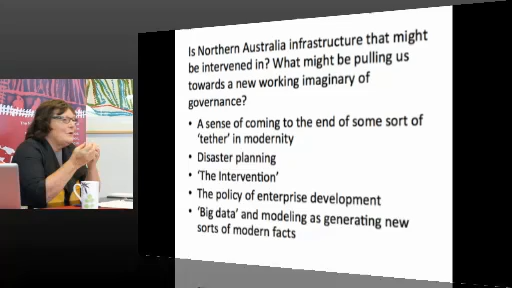 Is Northern Australia infrastructure that might
be intervened in? What might be pulling us
towards a new working imaginary of
governance?
• A sense of coming to the end of some sort of
'tether' in modernity
• Disaster planning
• 'The Intervention'
• The policy of enterprise development
• 'Big data' and modeling as generating new
sorts of modern facts